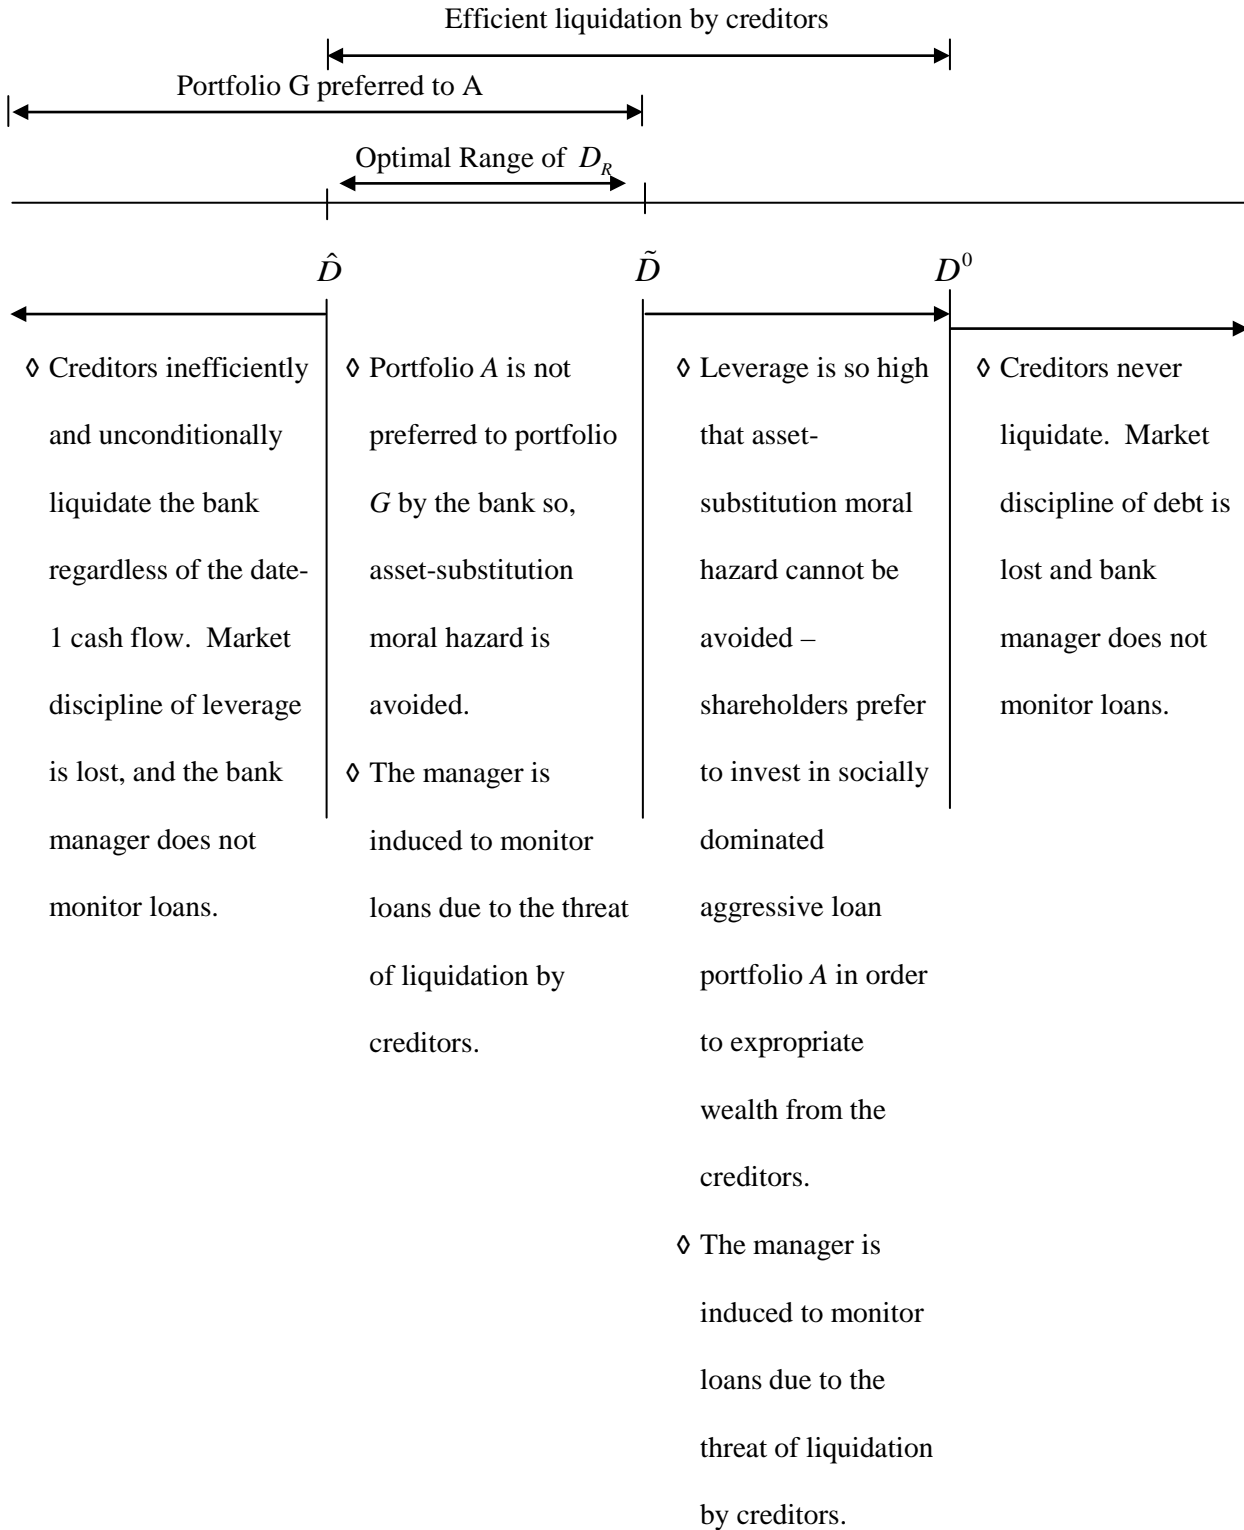 Efficient liquidation by creditors
Portfolio G preferred to A
Optimal Range of D_R
D̂
D̃
D⁰
◊ Creditors inefficiently
and unconditionally
liquidate the bank
regardless of the date-
1 cash flow. Market
discipline of leverage
is lost, and the bank
manager does not
monitor loans.
◊ Portfolio A is not
preferred to portfolio
G by the bank so,
asset-substitution
moral hazard is
avoided.
◊ The manager is
induced to monitor
loans due to the threat
of liquidation by
creditors.
◊ Leverage is so high
that asset-
substitution moral
hazard cannot be
avoided –
shareholders prefer
to invest in socially
dominated
aggressive loan
portfolio A in order
to expropriate
wealth from the
creditors.
◊ The manager is
induced to monitor
loans due to the
threat of liquidation
by creditors.
◊ Creditors never
liquidate. Market
discipline of debt is
lost and bank
manager does not
monitor loans.